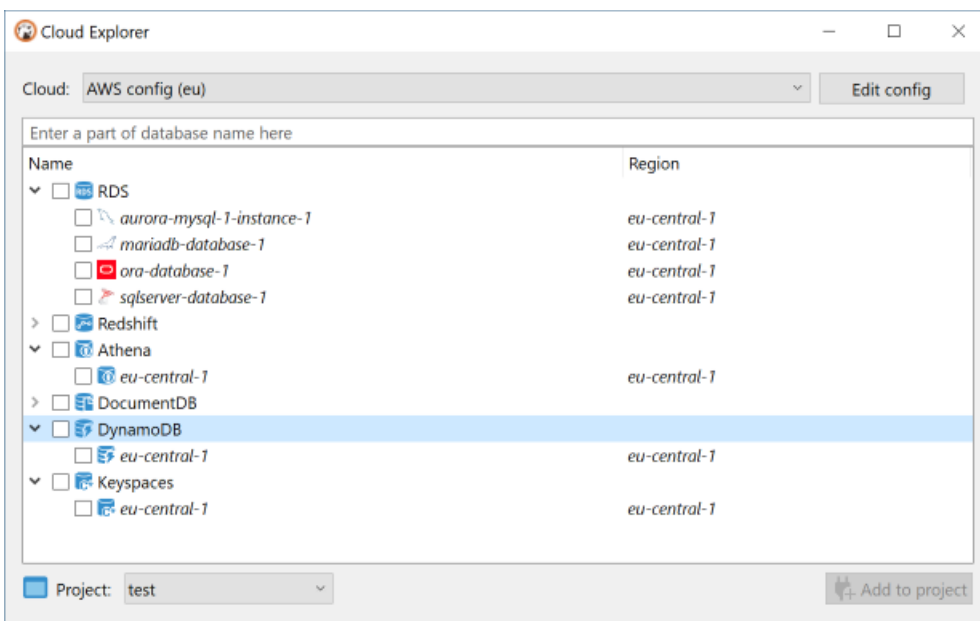 Cloud Explorer
Cloud: AWS config (eu) Edit config
Enter a part of database name here
Name Region
RDS RDS
aurora-mysql-1-instance-1 eu-central-1
mariadb-database-1 eu-central-1
ora-database-1 eu-central-1
sqlserver-database-1 eu-central-1
Redshift
Athena
eu-central-1 eu-central-1
DocumentDB
DynamoDB
eu-central-1 eu-central-1
Keyspaces
eu-central-1 eu-central-1
Project: test Add to project